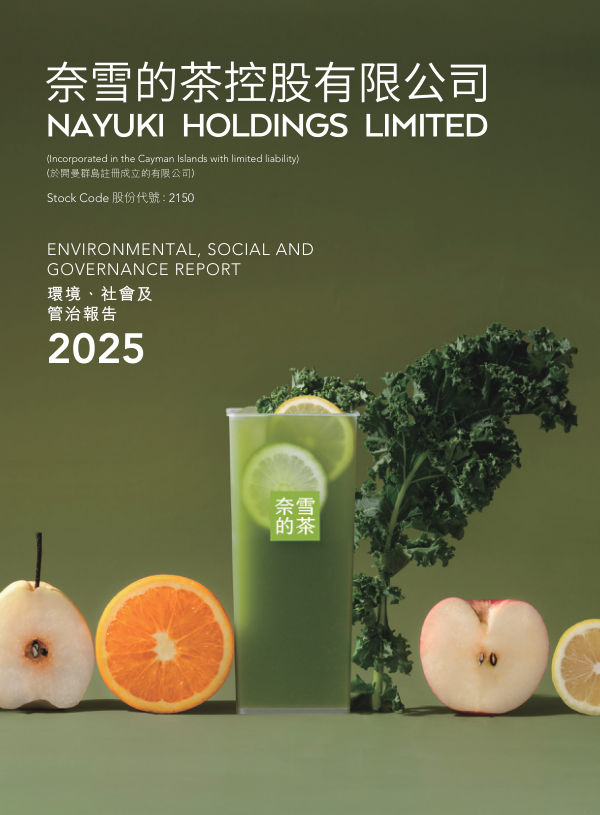 奈雪的茶控股有限公司
NAYUKI HOLDINGS LIMITED
(Incorporated in the Cayman Islands with limited liability)
(於開曼群島註冊成立的有限公司)
Stock Code 股份代號 : 2150
ENVIRONMENTAL, SOCIAL AND
GOVERNANCE REPORT
環境、社會及
管治報告
2025
奈雪
的茶